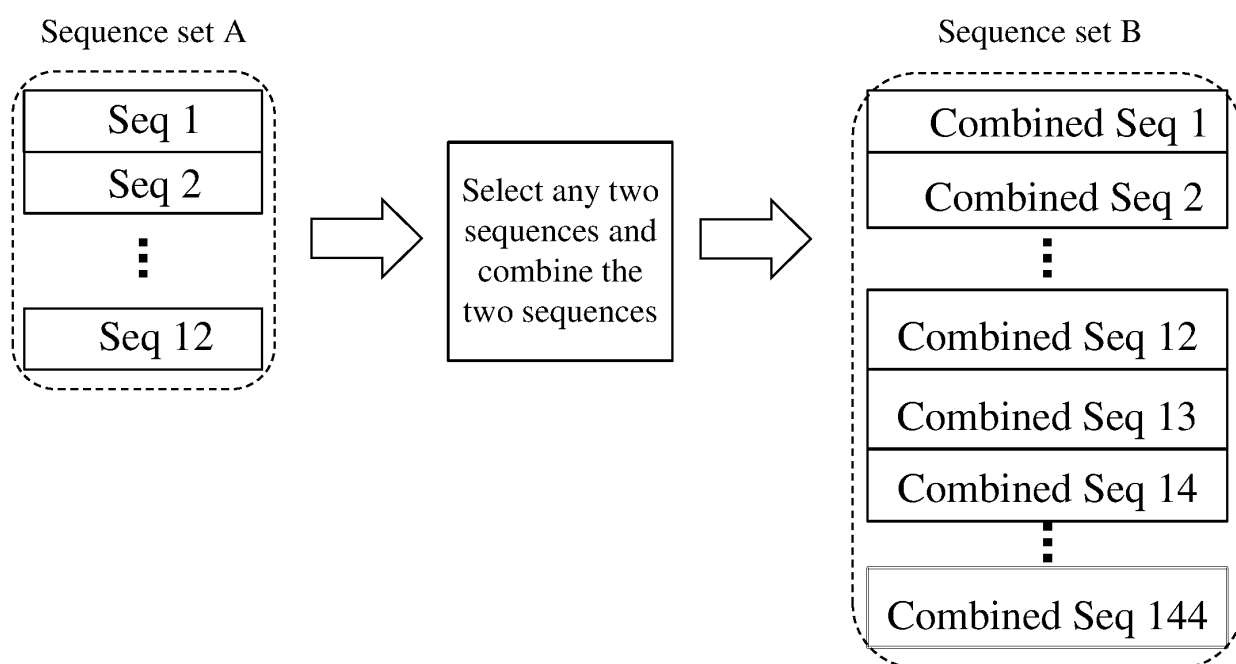 Sequence set A
Seq 1
Seq 2
Seq 12
Select any two
sequences and
combine the
two sequences
Sequence set B
Combined Seq 1
Combined Seq 2
Combined Seq 12
Combined Seq 13
Combined Seq 14
Combined Seq 144